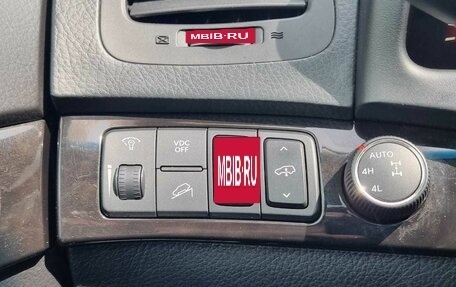 MBIB·RU
VDC
OFF
MBIB·RU
AUTO
4H
4L